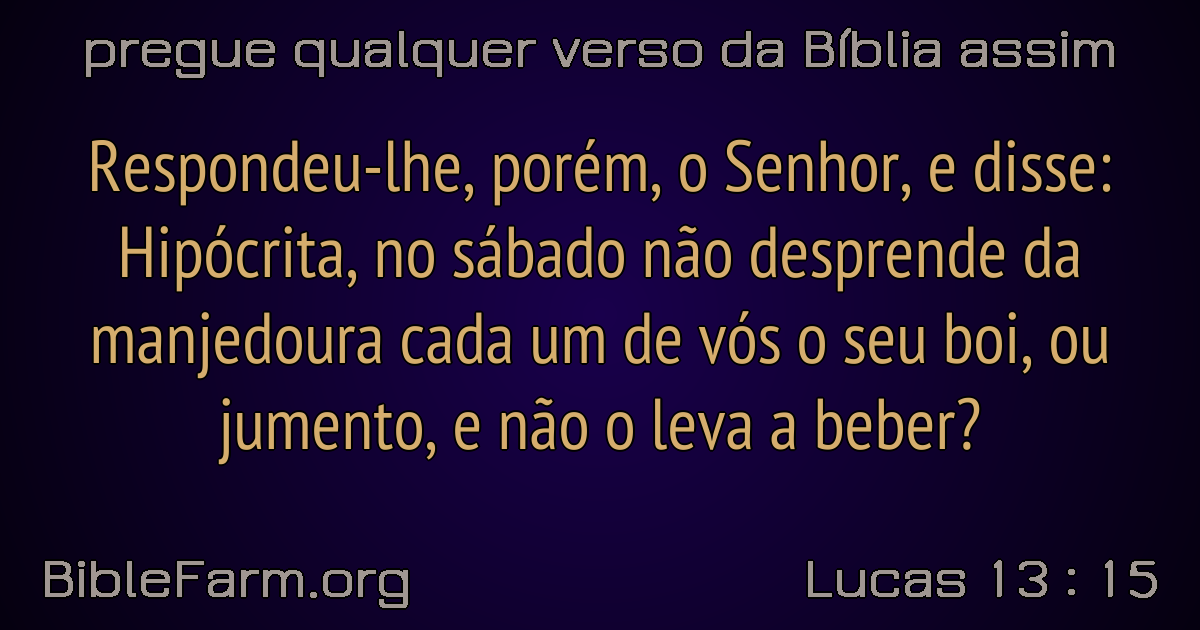 pregue qualquer verso da Bíblia assim
Respondeu-lhe, porém, o Senhor, e disse:
Hipócrita, no sábado não desprende da
manjedoura cada um de vós o seu boi, ou
jumento, e não o leva a beber?
BibleFarm.org
Lucas 13 : 15